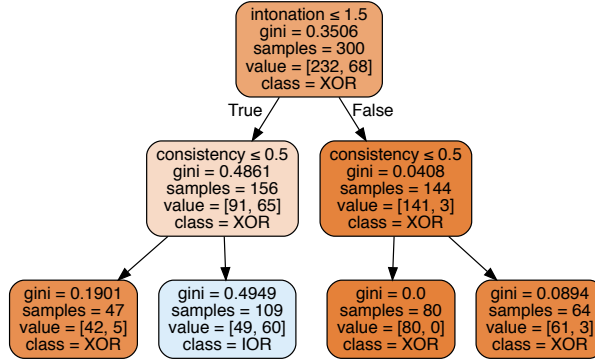 intonation ≤ 1.5
gini = 0.3506
samples = 300
value = [232, 68]
class = XOR
True
False
consistency ≤ 0.5
gini = 0.4861
samples = 156
value = [91, 65]
class = XOR
consistency ≤ 0.5
gini = 0.0408
samples = 144
value = [141, 3]
class = XOR
gini = 0.1901
samples = 47
value = [42, 5]
class = XOR
gini = 0.4949
samples = 109
value = [49, 60]
class = IOR
gini = 0.0
samples = 80
value = [80, 0]
class = XOR
gini = 0.0894
samples = 64
value = [61, 3]
class = XOR